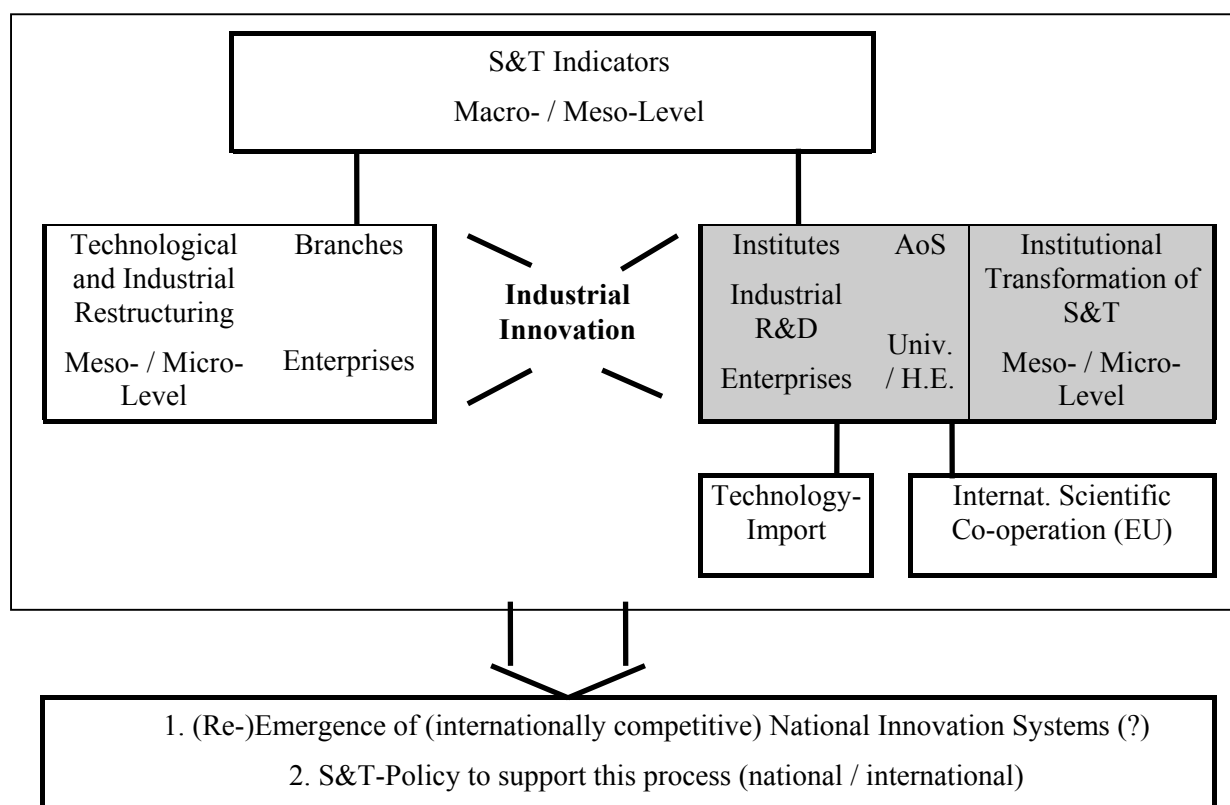 S&T Indicators
Macro- / Meso-Level
Technological
and Industrial
Restructuring
Meso- / Micro-
Level
Branches
Enterprises
Industrial
Innovation
Institutes
Industrial
R&D
Enterprises
AoS
Univ.
/ H.E.
Institutional
Transformation of
S&T
Meso- / Micro-
Level
Technology-
Import
Internat. Scientific
Co-operation (EU)
1. (Re-)Emergence of (internationally competitive) National Innovation Systems (?)
2. S&T-Policy to support this process (national / international)